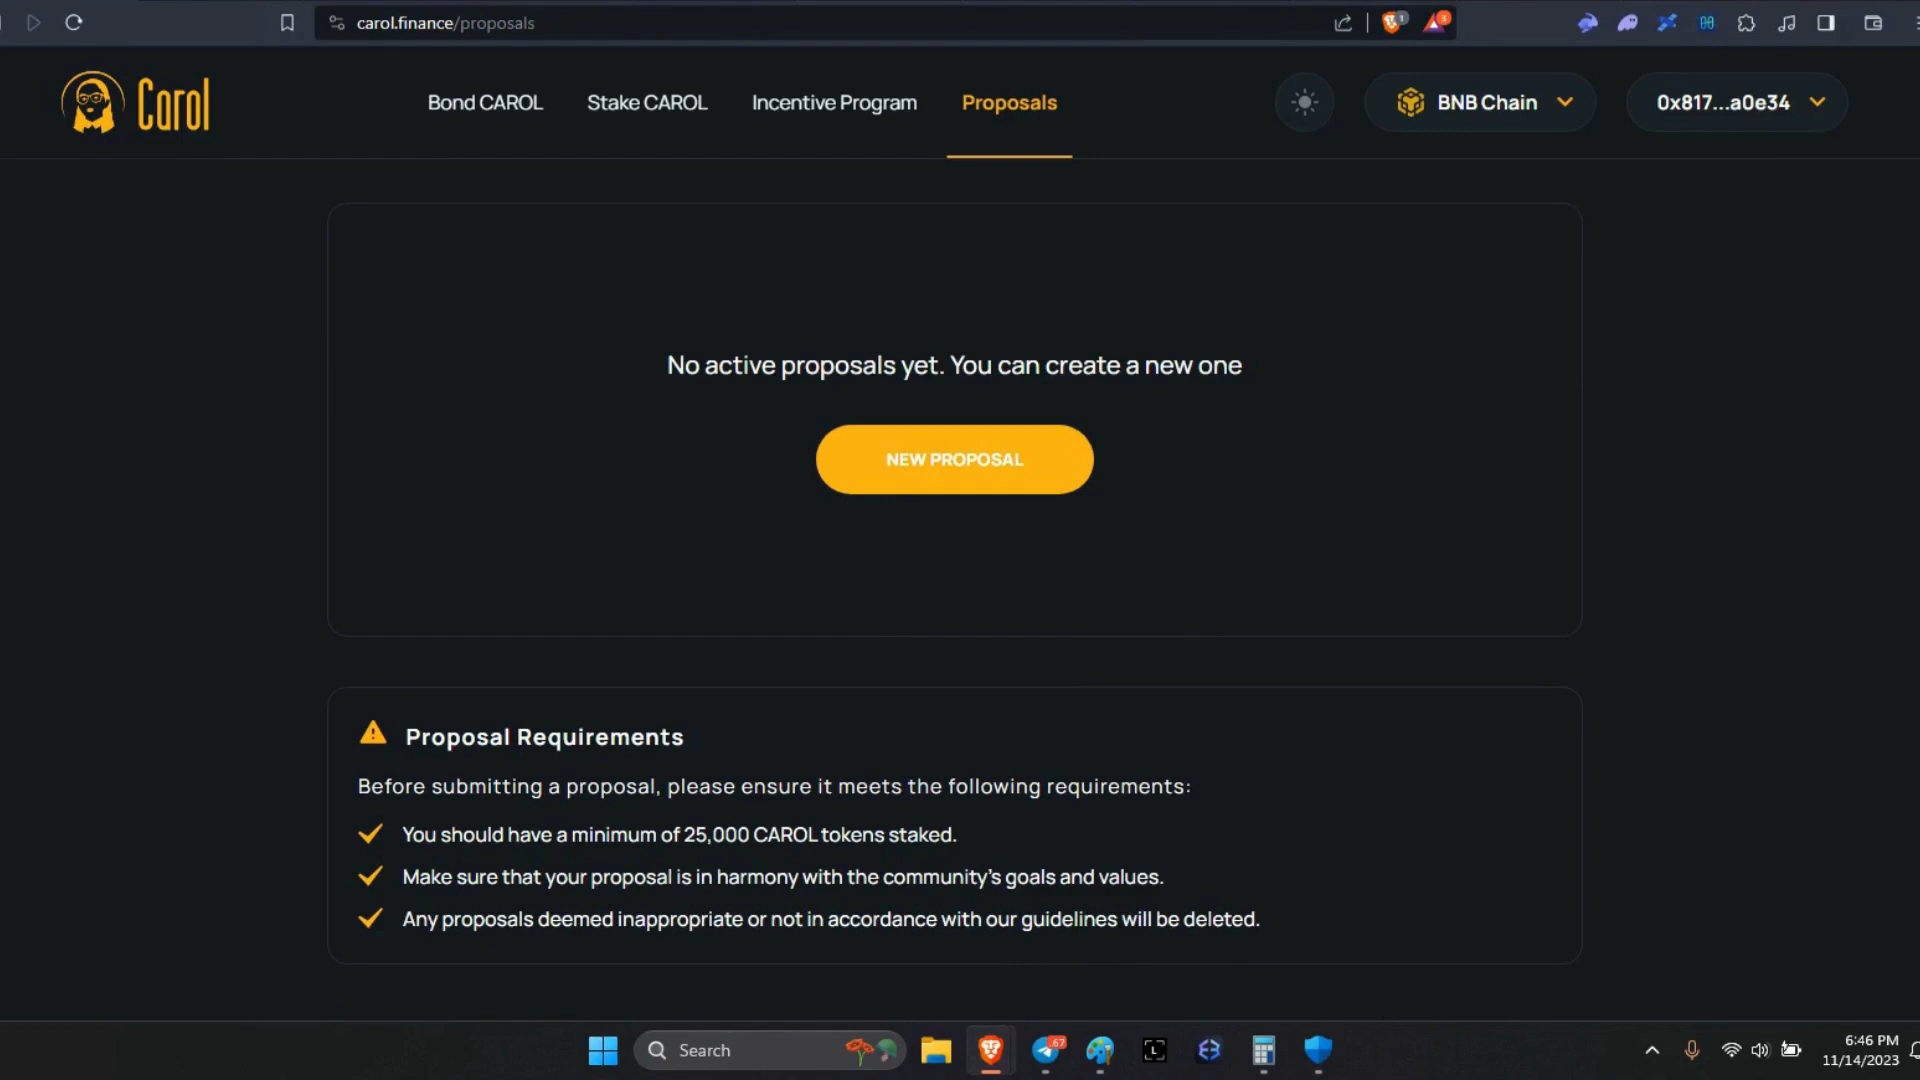 carol.finance/proposals
1
3
Carol
Bond CAROL
Stake CAROL
Incentive Program
Proposals
BNB Chain
0x817...a0e34
No active proposals yet. You can create a new one
NEW PROPOSAL
Proposal Requirements
Before submitting a proposal, please ensure it meets the following requirements:
You should have a minimum of 25,000 CAROL tokens staked.
Make sure that your proposal is in harmony with the community's goals and values.
Any proposals deemed inappropriate or not in accordance with our guidelines will be deleted.
Search
67
L
6:46 PM
11/14/2023